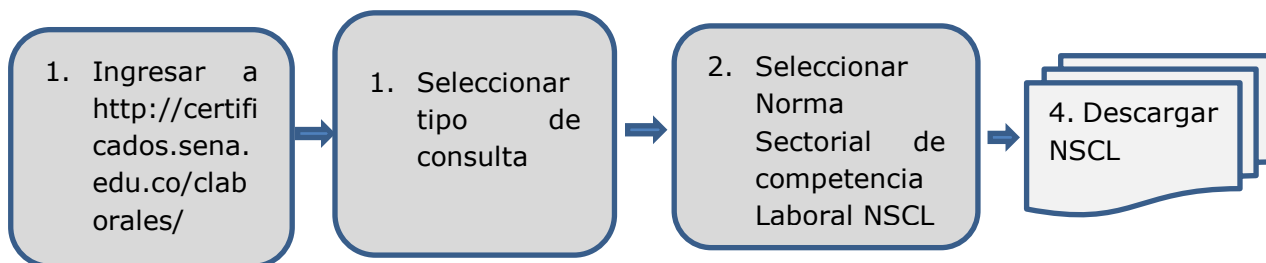 1. Ingresar a
http://certifi
cados.sena.
edu.co/clab
orales/
1. Seleccionar
tipo de
consulta
2. Seleccionar
Norma
Sectorial de
competencia
Laboral NSCL
4. Descargar
NSCL